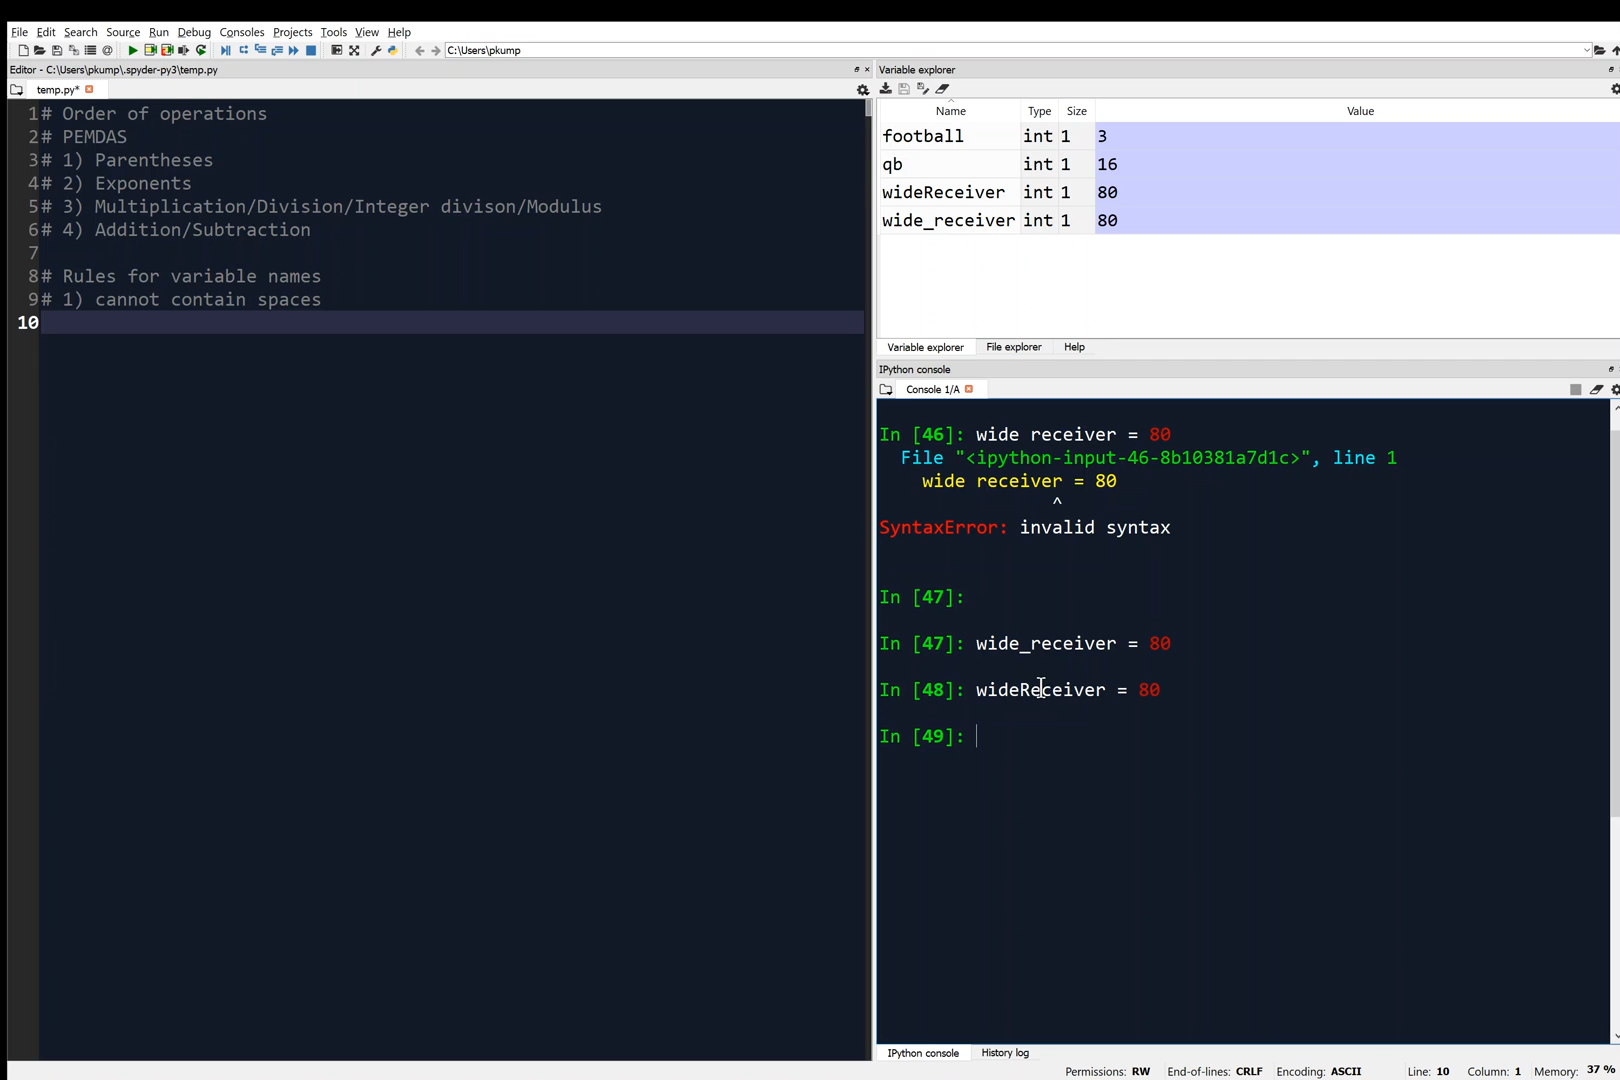 File Edit Search Source Run Debug Consoles Projects Tools View Help
C:\Users\pkump
Editor - C:\Users\pkump\.spyder-py3\temp.py
temp.py*
1 # Order of operations
2 # PEMDAS
3 # 1) Parentheses
4 # 2) Exponents
5 # 3) Multiplication/Division/Integer divison/Modulus
6 # 4) Addition/Subtraction
7
8 # Rules for variable names
9 # 1) cannot contain spaces
10
Variable explorer
Name Type Size Value
football int 1 3
qb int 1 16
wideReceiver int 1 80
wide_receiver int 1 80
Variable explorer File explorer Help
IPython console
Console 1/A
In [46]: wide receiver = 80
File "<ipython-input-46-8b10381a7d1c>", line 1
wide receiver = 80
^
SyntaxError: invalid syntax
In [47]:
In [47]: wide_receiver = 80
In [48]: wideReceiver = 80
In [49]:
IPython console History log
Permissions: RW End-of-lines: CRLF Encoding: ASCII Line: 10 Column: 1 Memory: 37 %